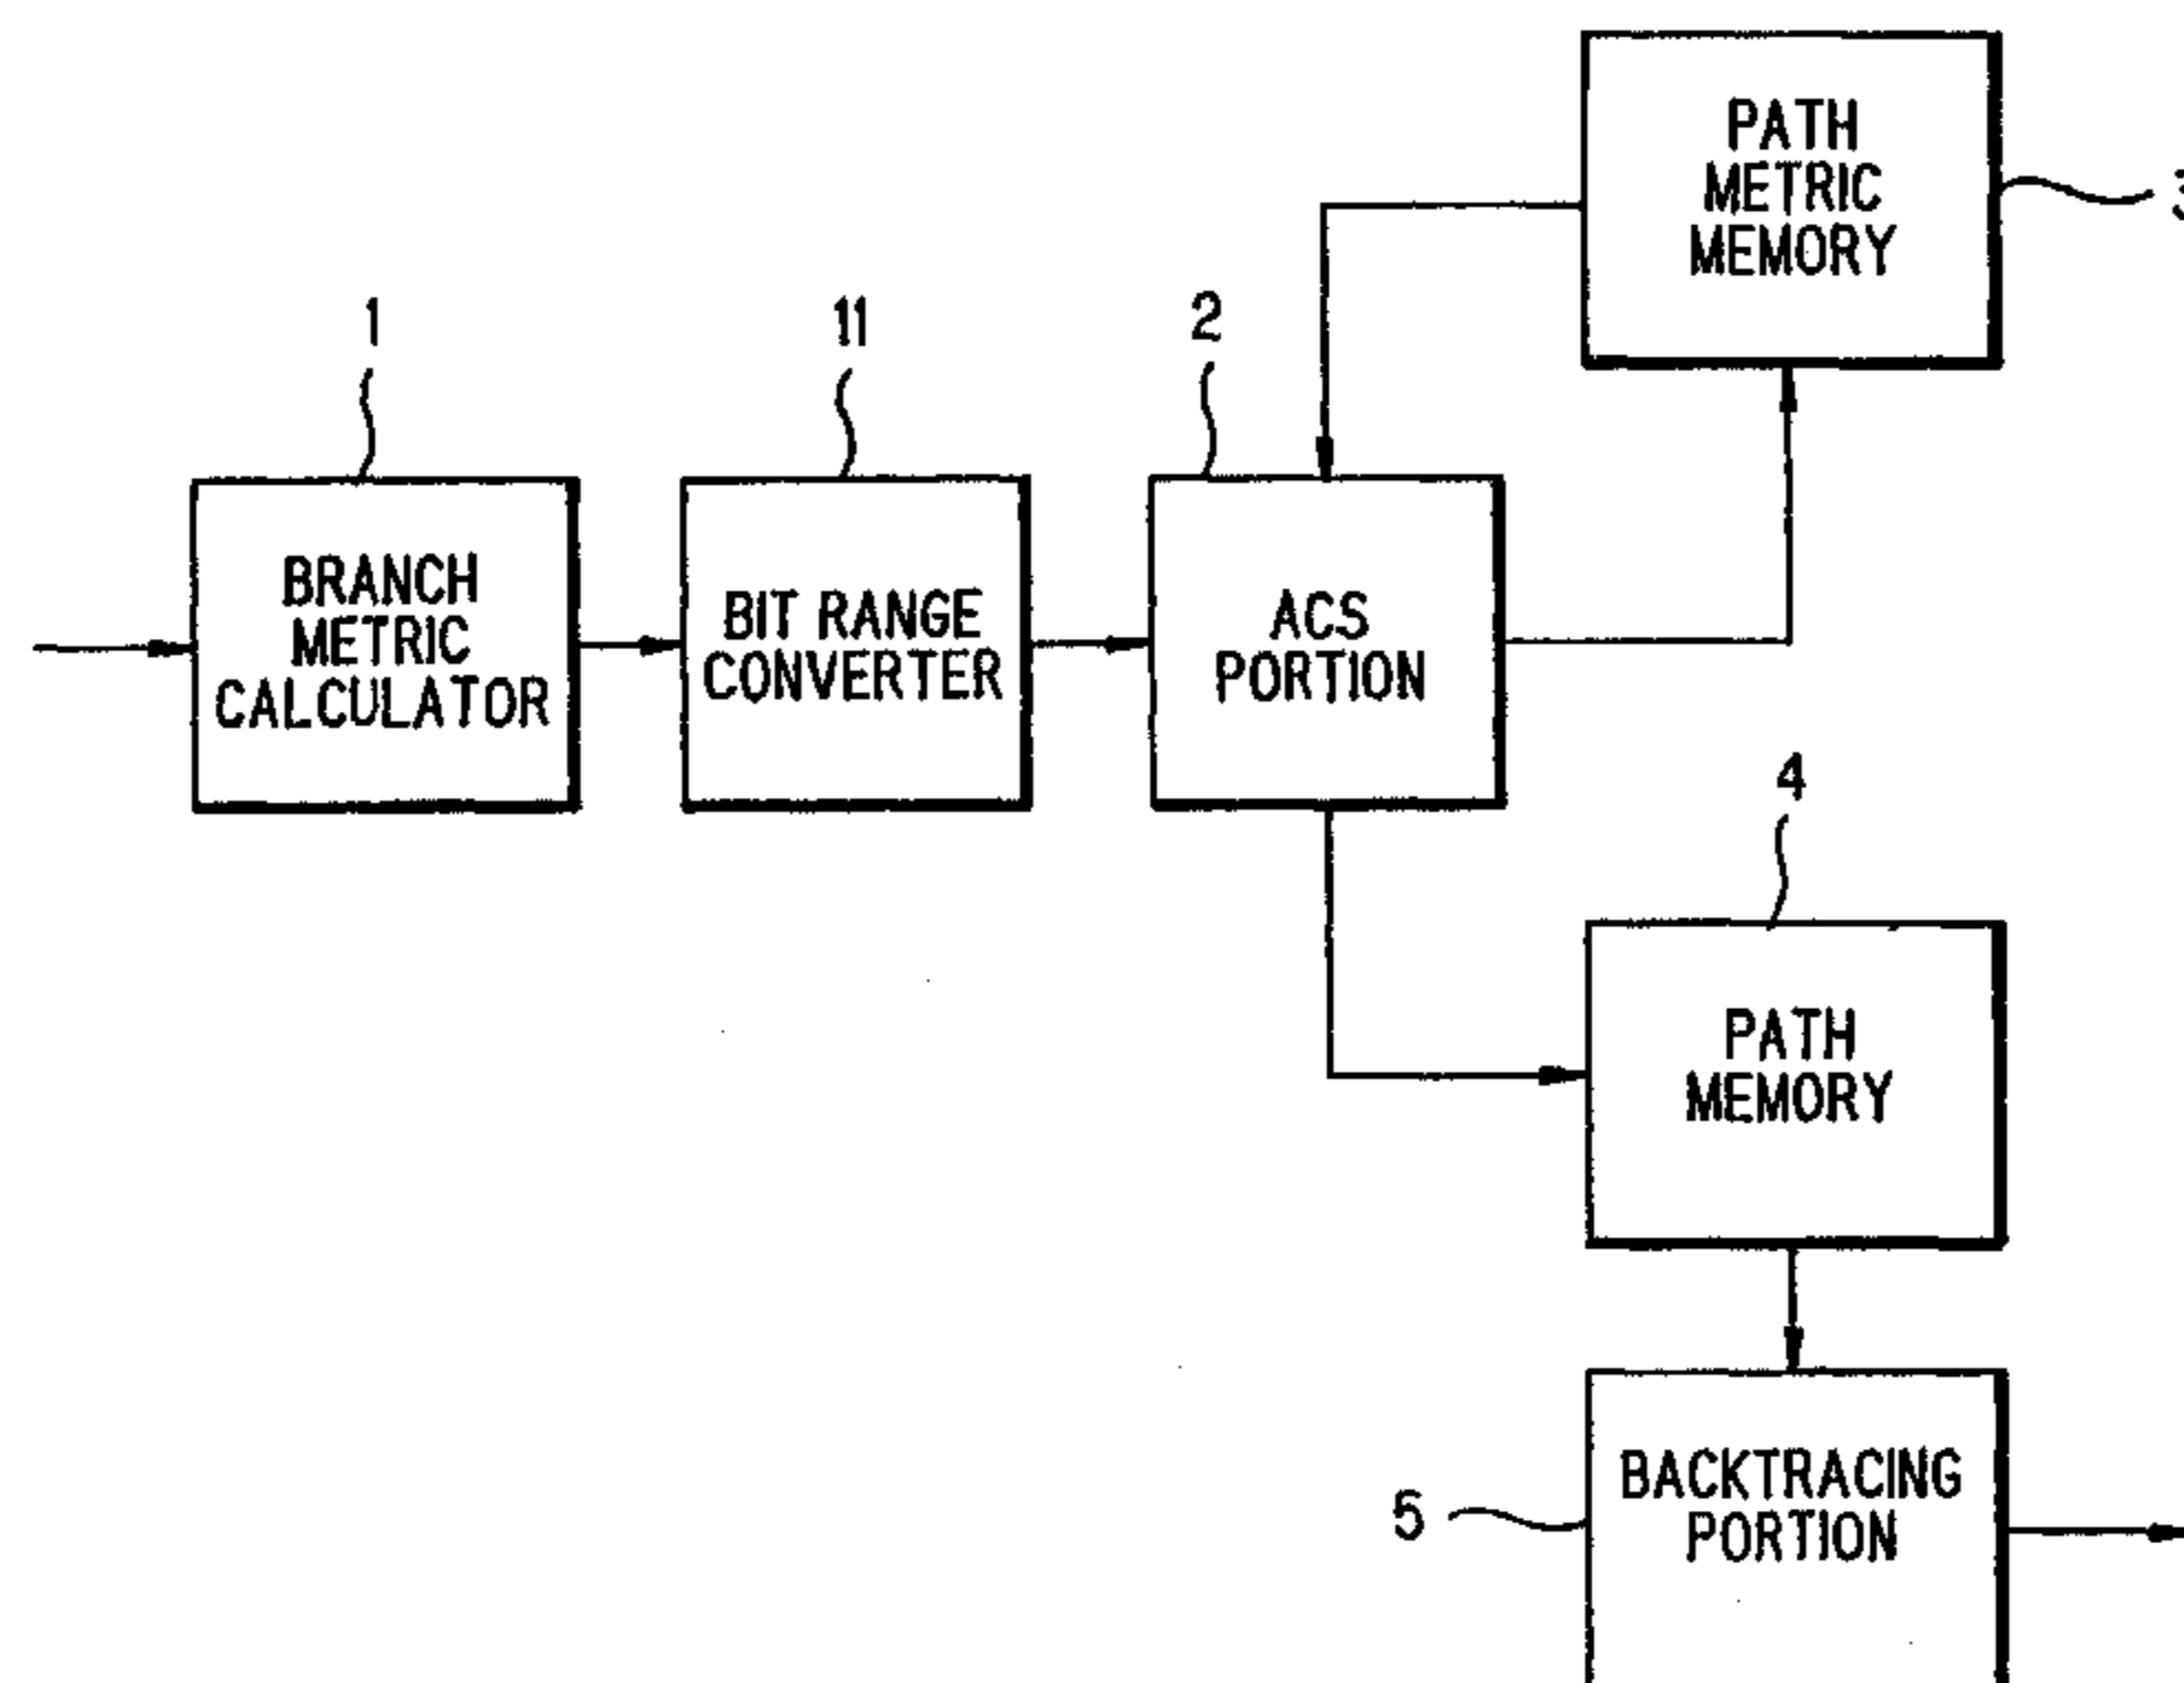 PATH
METRIC
MEMORY
3
1
11
2
BRANCH
METRIC
CALCULATOR
BIT RANGE
CONVERTER
ACS
PORTION
4
PATH
MEMORY
5
BACKTRACING
PORTION